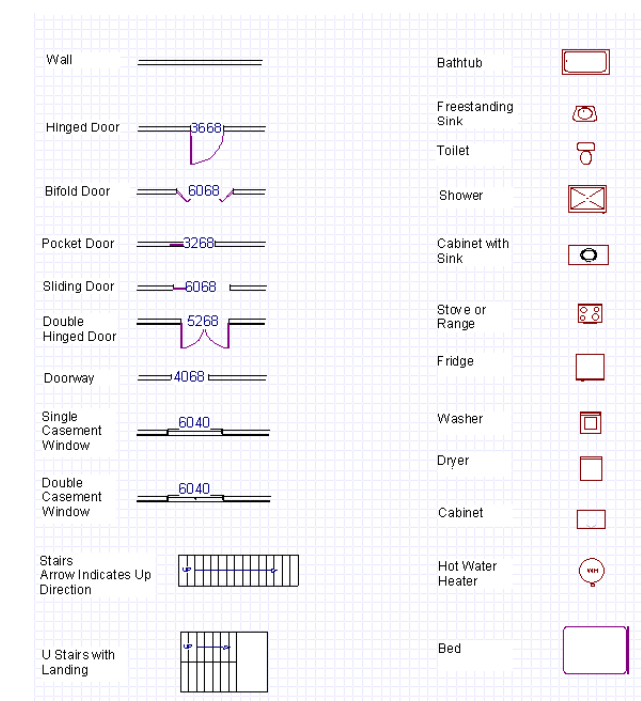 Wall
Hinged Door
3668
Bifold Door
6068
Pocket Door
3268
Sliding Door
6068
Double
Hinged Door
5268
Doorway
4068
Single
Casement
Window
6040
Double
Casement
Window
6040
Stairs
Arrow Indicates Up
Direction
UP
U Stairs with
Landing
UP
Bathtub
Freestanding
Sink
Toilet
Shower
Cabinet with
Sink
Stove or
Range
Fridge
Washer
Dryer
Cabinet
Hot Water
Heater
WH
Bed